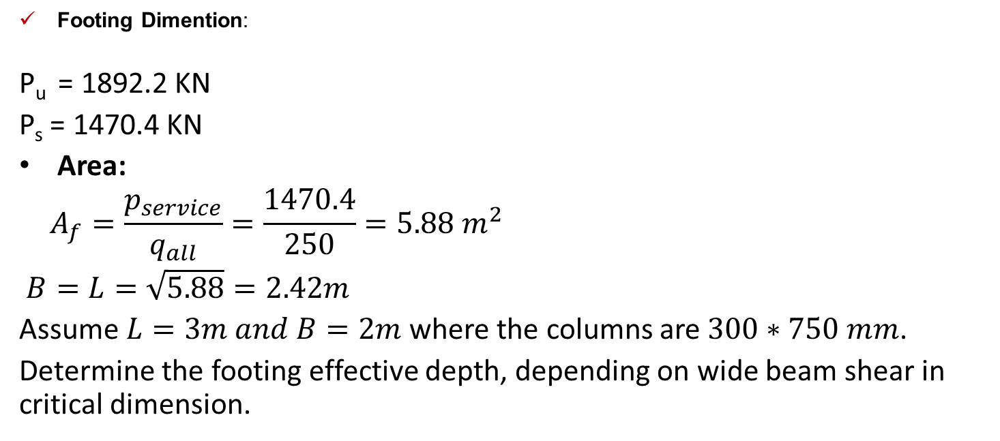 ✓ Footing Dimention:
Pu = 1892.2 KN
Ps = 1470.4 KN
• Area:
A_f = p_service / q_all = 1470.4 / 250 = 5.88 m²
B = L = √5.88 = 2.42m
Assume L = 3m and B = 2m where the columns are 300 * 750 mm.
Determine the footing effective depth, depending on wide beam shear in
critical dimension.